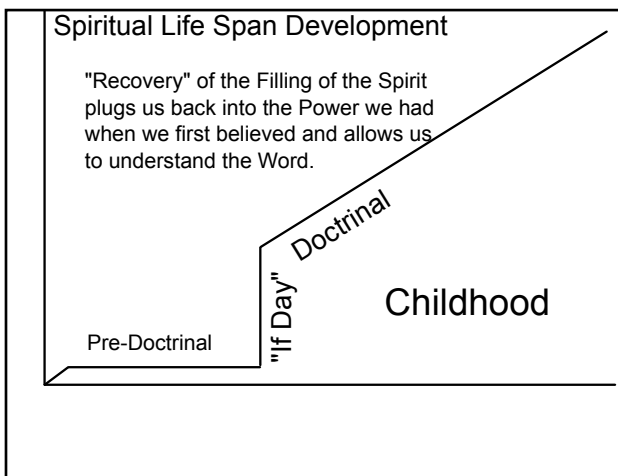 Spiritual Life Span Development
"Recovery" of the Filling of the Spirit
plugs us back into the Power we had
when we first believed and allows us
to understand the Word.
Doctrinal
"If Day"
Childhood
Pre-Doctrinal